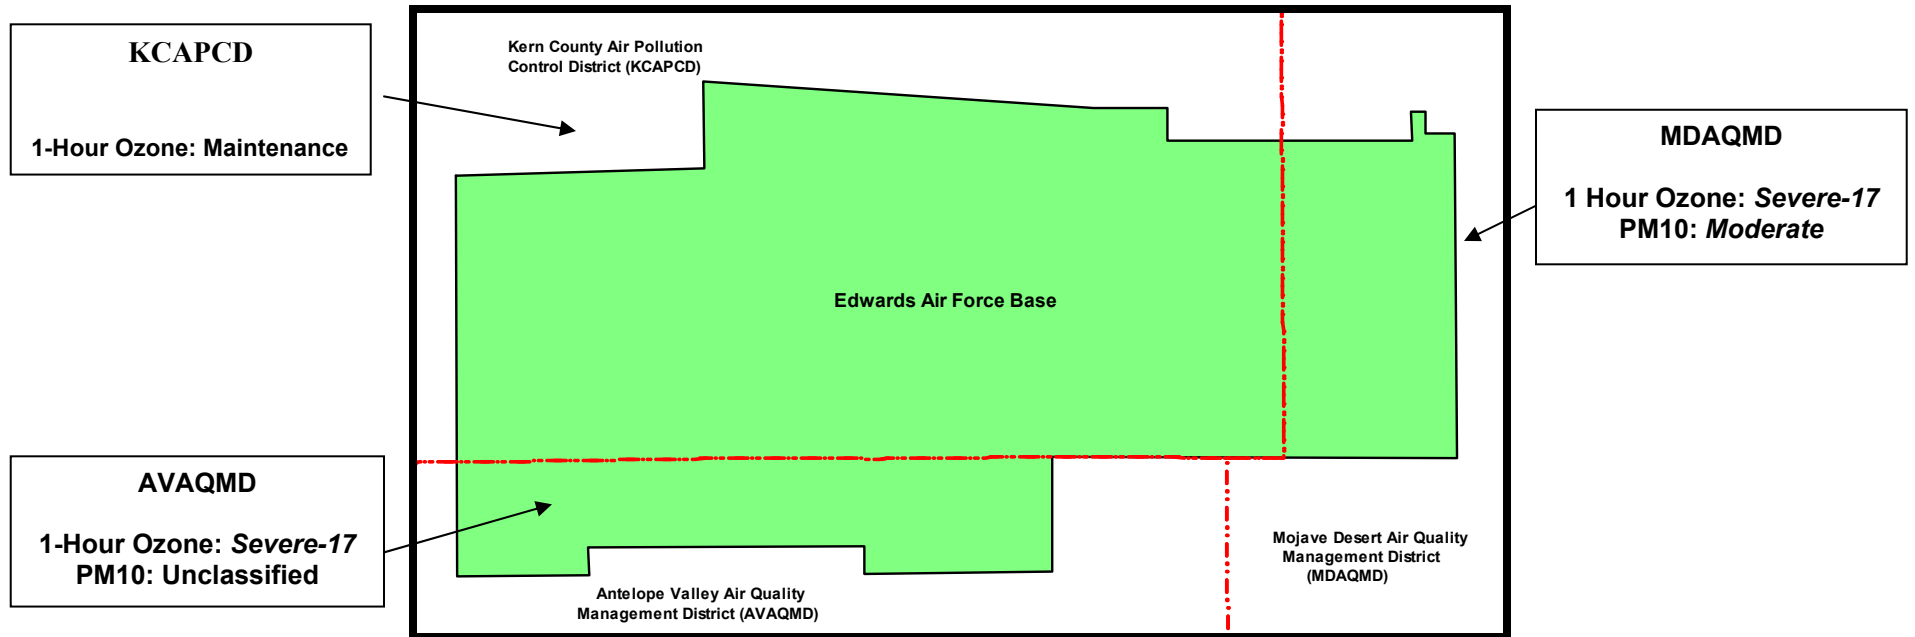 KCAPCD
1-Hour Ozone: Maintenance
Kern County Air Pollution
Control District (KCAPCD)
MDAQMD
1 Hour Ozone: Severe-17
PM10: Moderate
Edwards Air Force Base
AVAQMD
1-Hour Ozone: Severe-17
PM10: Unclassified
Antelope Valley Air Quality
Management District (AVAQMD)
Mojave Desert Air Quality
Management District
(MDAQMD)